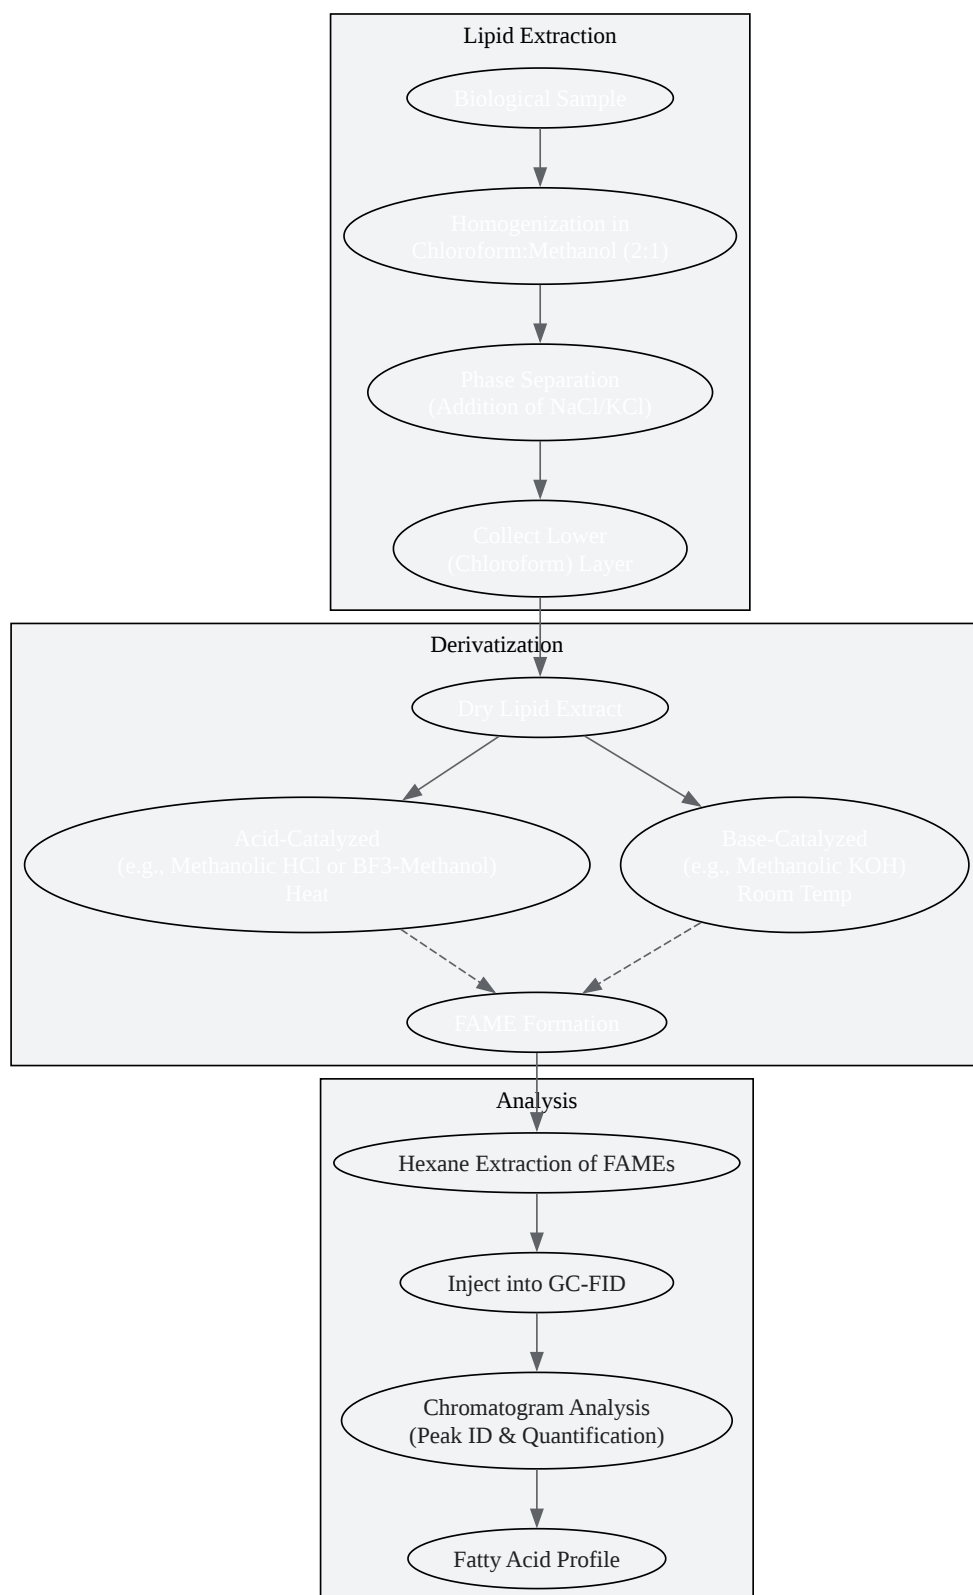 Lipid Extraction
Biological Sample
Homogenization in
Chloroform:Methanol (2:1)
Phase Separation
(Addition of NaCl/KCl)
Collect Lower
(Chloroform) Layer
Derivatization
Dry Lipid Extract
Acid-Catalyzed
(e.g., Methanolic HCl or BF3-Methanol)
Heat
Base-Catalyzed
(e.g., Methanolic KOH)
Room Temp
FAME Formation
Analysis
Hexane Extraction of FAMEs
Inject into GC-FID
Chromatogram Analysis
(Peak ID & Quantification)
Fatty Acid Profile